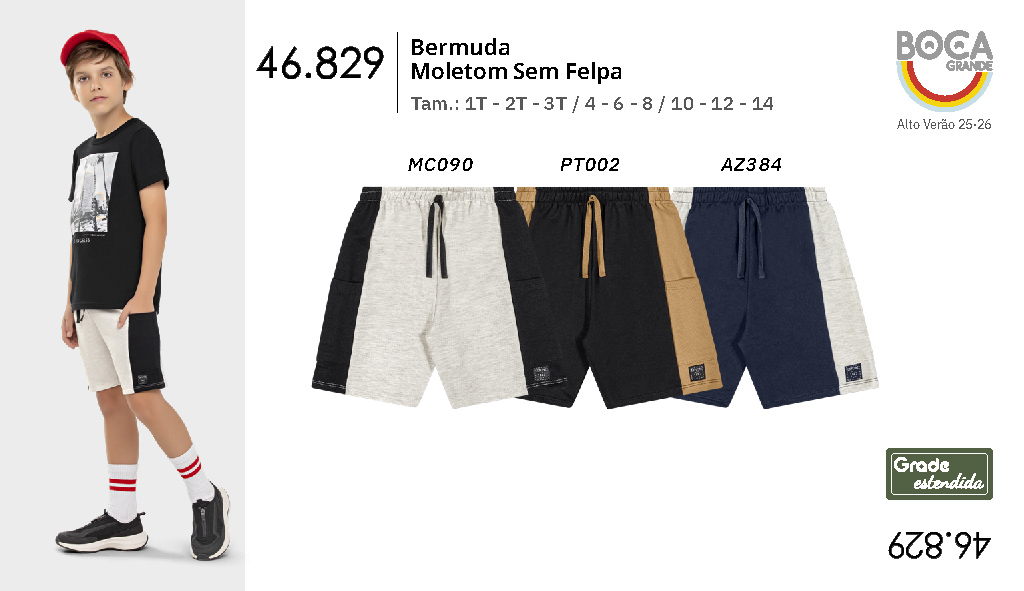 46.829
Bermuda
Moletom Sem Felpa
Tam.: 1T - 2T - 3T / 4 - 6 - 8 / 10 - 12 - 14
BOCA
GRANDE
Alto Verão 25-26
MC090
PT002
AZ384
Grade
estendida
46.829